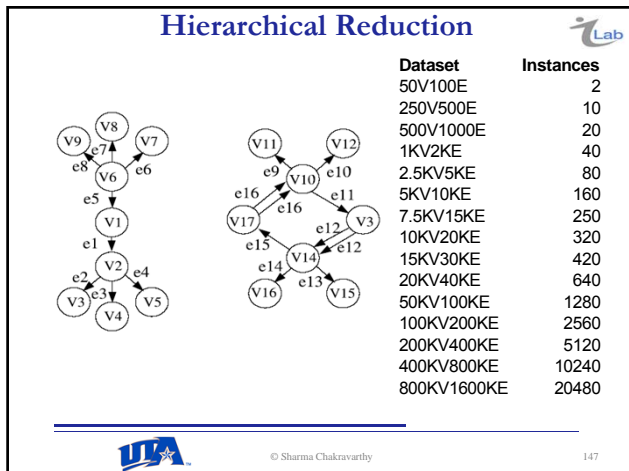 Hierarchical Reduction
i Lab
V8
V9
V7
e7
e8
e6
V6
e5
V1
e1
V2
e2
e4
e3
V3
V5
V4
V11
V12
e9
e10
V10
e16
e11
e16
V17
V3
e12
e15
e12
V14
e14
e13
V16
V15
Dataset Instances
50V100E 2
250V500E 10
500V1000E 20
1KV2KE 40
2.5KV5KE 80
5KV10KE 160
7.5KV15KE 250
10KV20KE 320
15KV30KE 420
20KV40KE 640
50KV100KE 1280
100KV200KE 2560
200KV400KE 5120
400KV800KE 10240
800KV1600KE 20480
UTA
© Sharma Chakravarthy
147